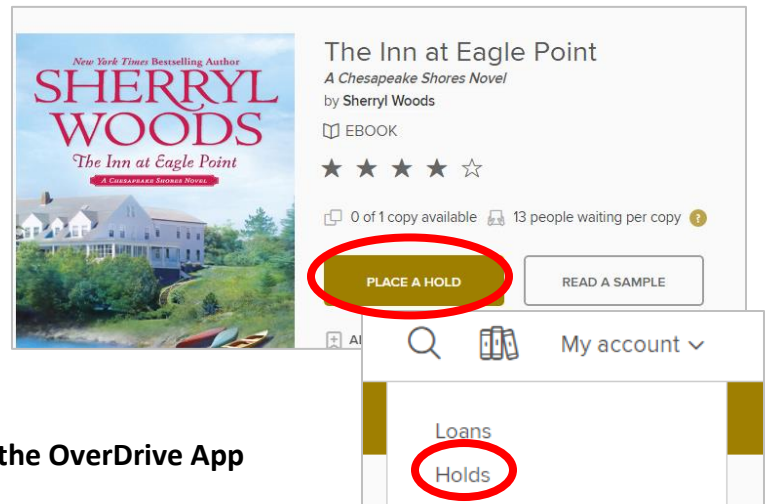 New York Times Bestselling Author
SHERRYL
WOODS
The Inn at Eagle Point
A CHESAPEAKE SHORES NOVEL
The Inn at Eagle Point
A Chesapeake Shores Novel
by Sherryl Woods
EBOOK
0 of 1 copy available 13 people waiting per copy ?
PLACE A HOLD READ A SAMPLE
My account
Loans
Holds
the OverDrive App